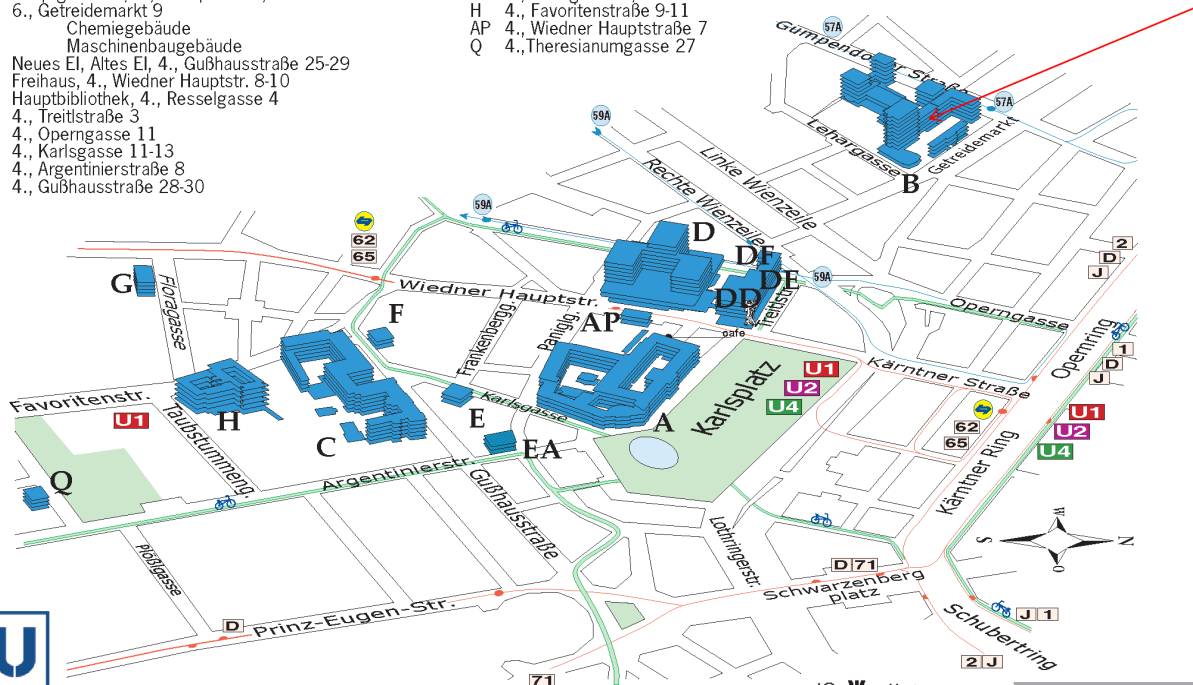 6., Getreidemarkt 9
Chemiegebäude
Maschinenbaugebäude
Neues EI, Altes EI, 4., Gußhausstraße 25-29
Freihaus, 4., Wiedner Hauptstr. 8-10
Hauptbibliothek, 4., Resselgasse 4
4., Treitlstraße 3
4., Operngasse 11
4., Karlsgasse 11-13
4., Argentinierstraße 8
4., Gußhausstraße 28-30
H 4., Favoritenstraße 9-11
AP 4., Wiedner Hauptstraße 7
Q 4.,Theresianumgasse 27
57A
Gumpendorfer Straße
57A
59A
Lehargasse
Getreidemarkt
B
Linke Wienzeile
Rechte Wienzeile
59A
62
65
D
DF
DE
DD
59A
2
D
J
G
Floragasse
Wiedner Hauptstr.
Treitlstr.
Operngasse
F
AP
cafe
Frankenbergg.
Paniglg.
Opernring
1
D
J
Karlsplatz
U1
U2
U4
Kärntner Straße
Favoritenstr.
U1
H
Taubstummeng.
C
E
Karlsgasse
A
EA
62
65
U1
U2
U4
Kärntner Ring
Q
Argentinierstr.
Gußhausstraße
Lothringerstr.
W
S
N
O
Plößlgasse
D 71
Schwarzenberg
platz
D
Prinz-Eugen-Str.
J 1
Schubertring
2 J
71
U